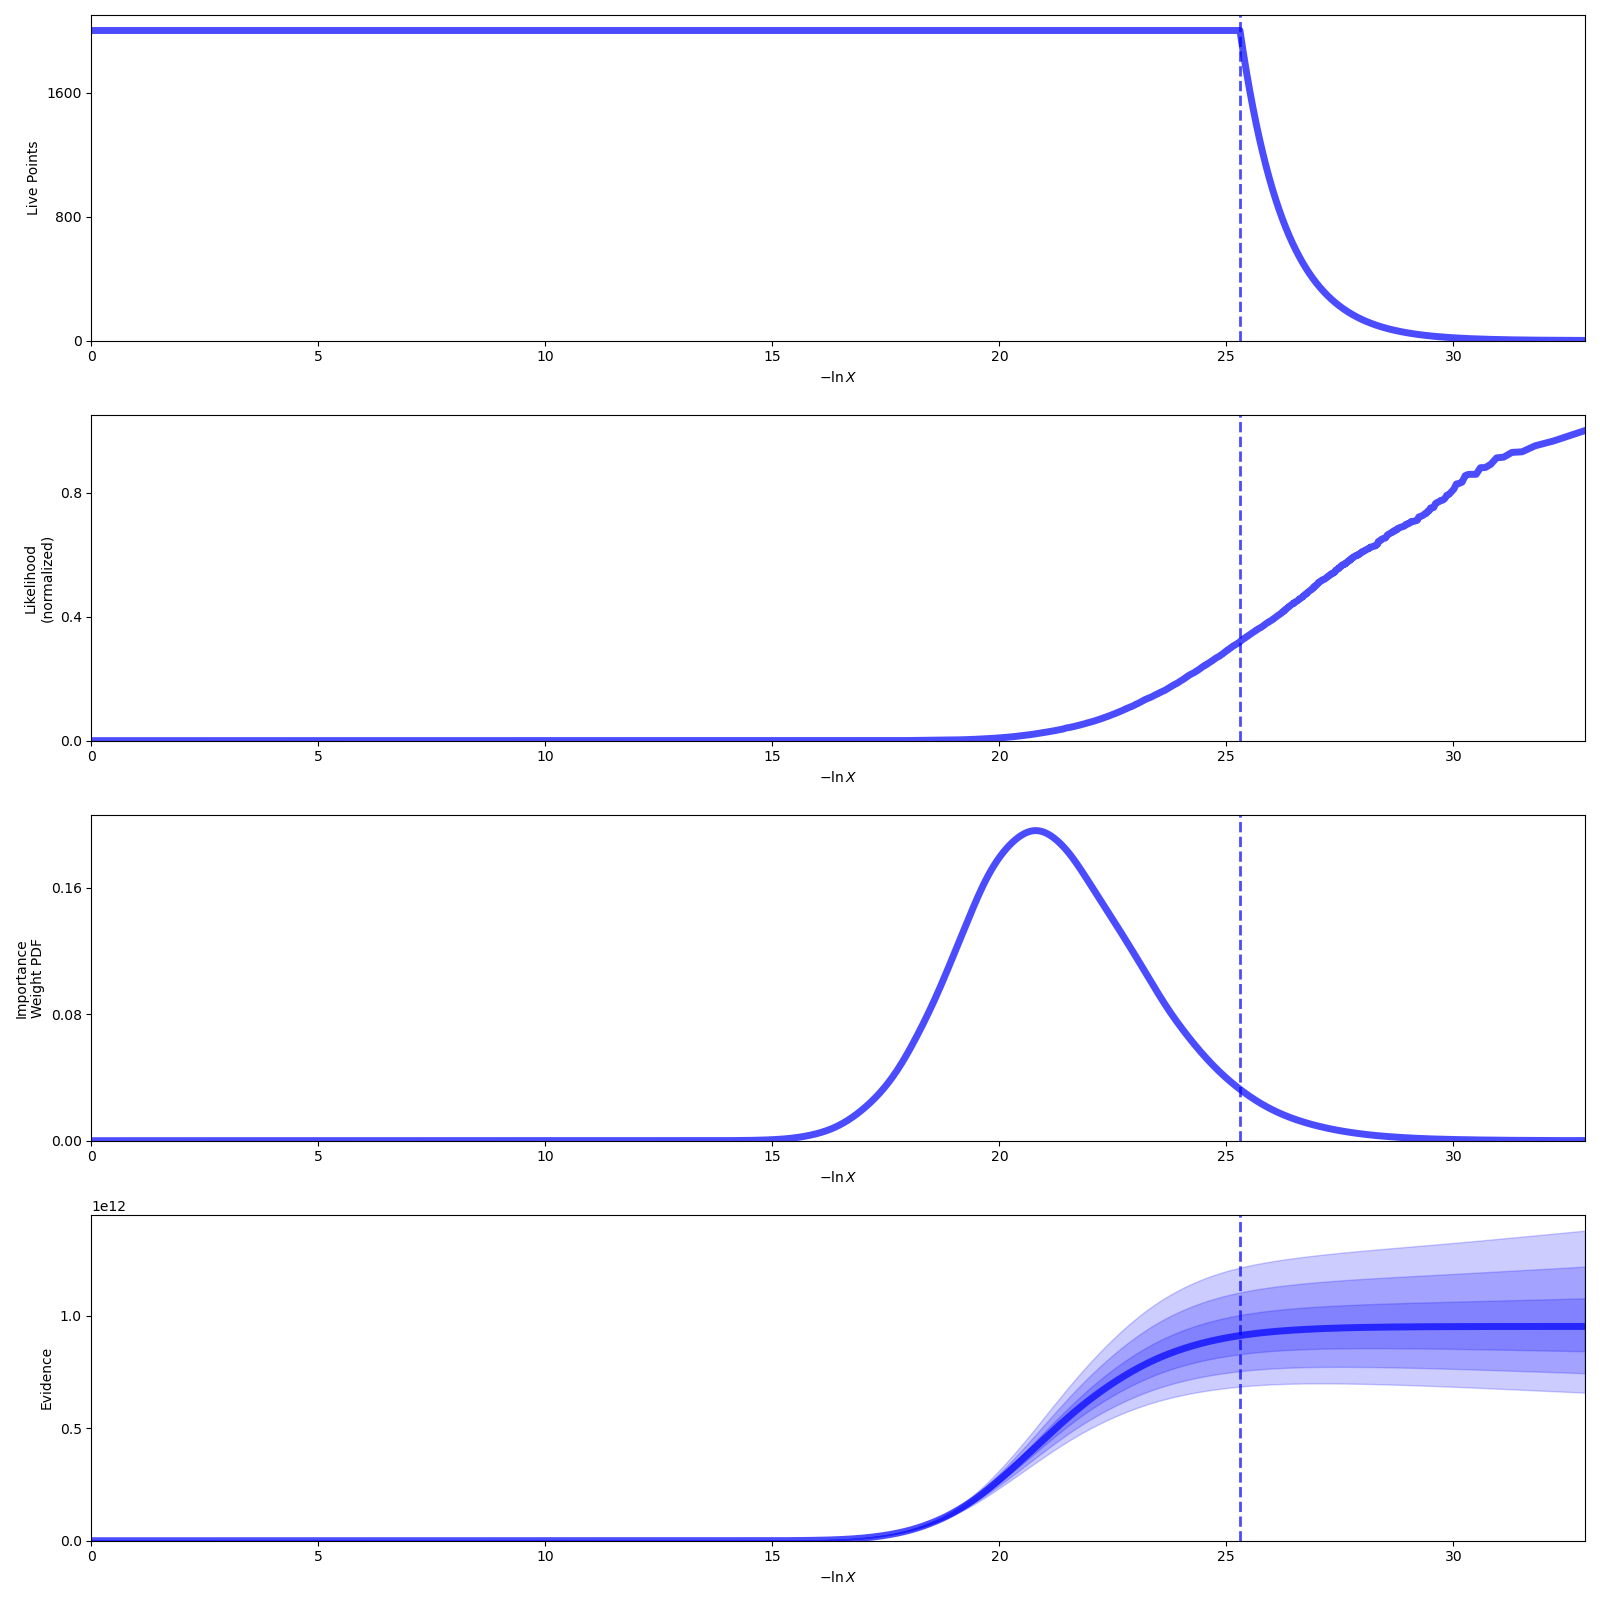 1600
800
0
Live Points
0 5 10 15 20 25 30
−ln X
0.8
0.4
0.0
Likelihood
(normalized)
0 5 10 15 20 25 30
−ln X
0.16
0.08
0.00
Importance
Weight PDF
0 5 10 15 20 25 30
−ln X
1e12
1.0
0.5
0.0
Evidence
0 5 10 15 20 25 30
−ln X